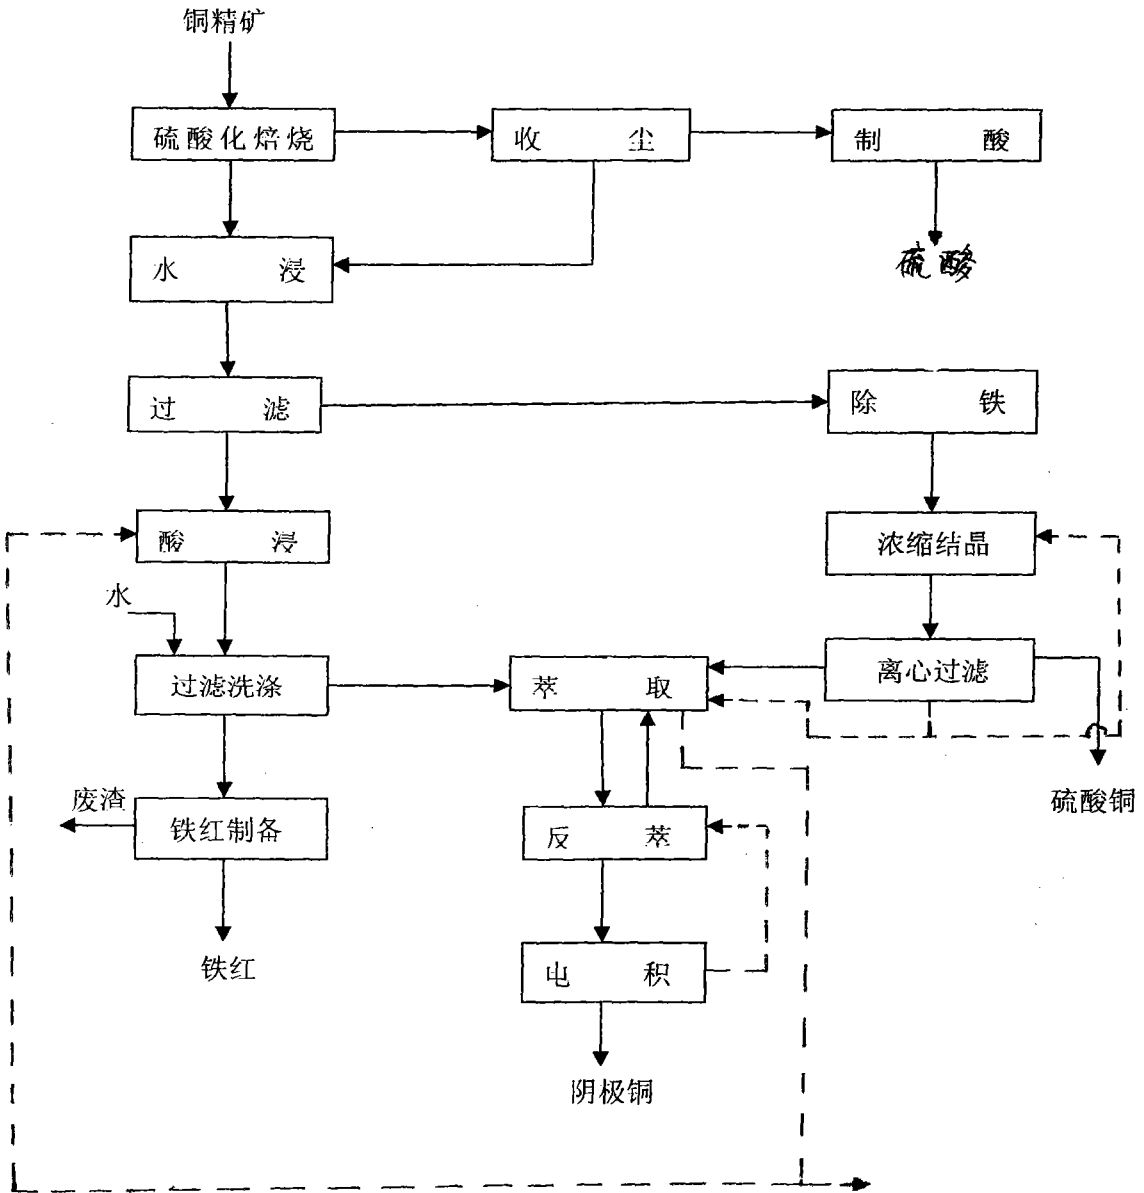 铜精矿
硫酸化焙烧
收尘
制酸
水浸
硫酸
过滤
除铁
酸浸
浓缩结晶
水
过滤洗涤
萃取
离心过滤
废渣
铁红制备
反萃
硫酸铜
铁红
电积
阴极铜